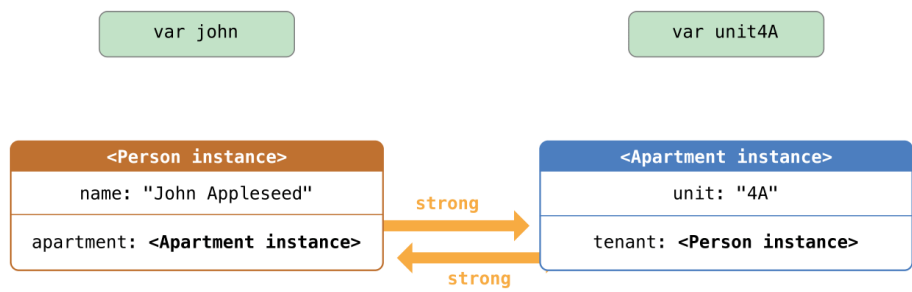 var john
var unit4A
<Person instance>
<Apartment instance>
name: "John Appleseed"
unit: "4A"
strong
apartment: <Apartment instance>
tenant: <Person instance>
strong